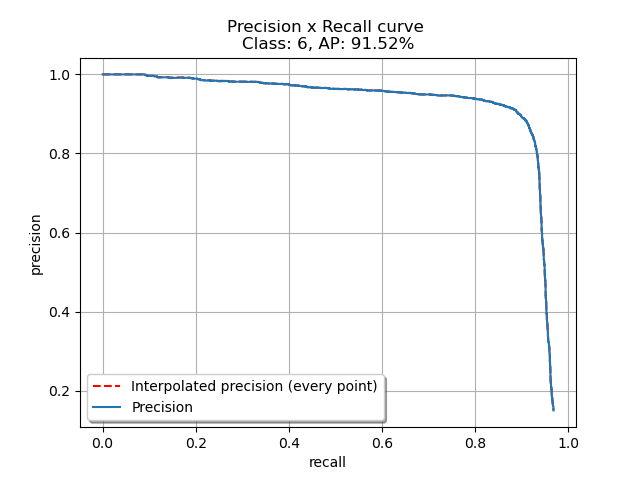 Precision x Recall curve
Class: 6, AP: 91.52%
1.0
0.8
0.6
0.4
0.2
precision
Interpolated precision (every point)
Precision
0.0 0.2 0.4 0.6 0.8 1.0
recall